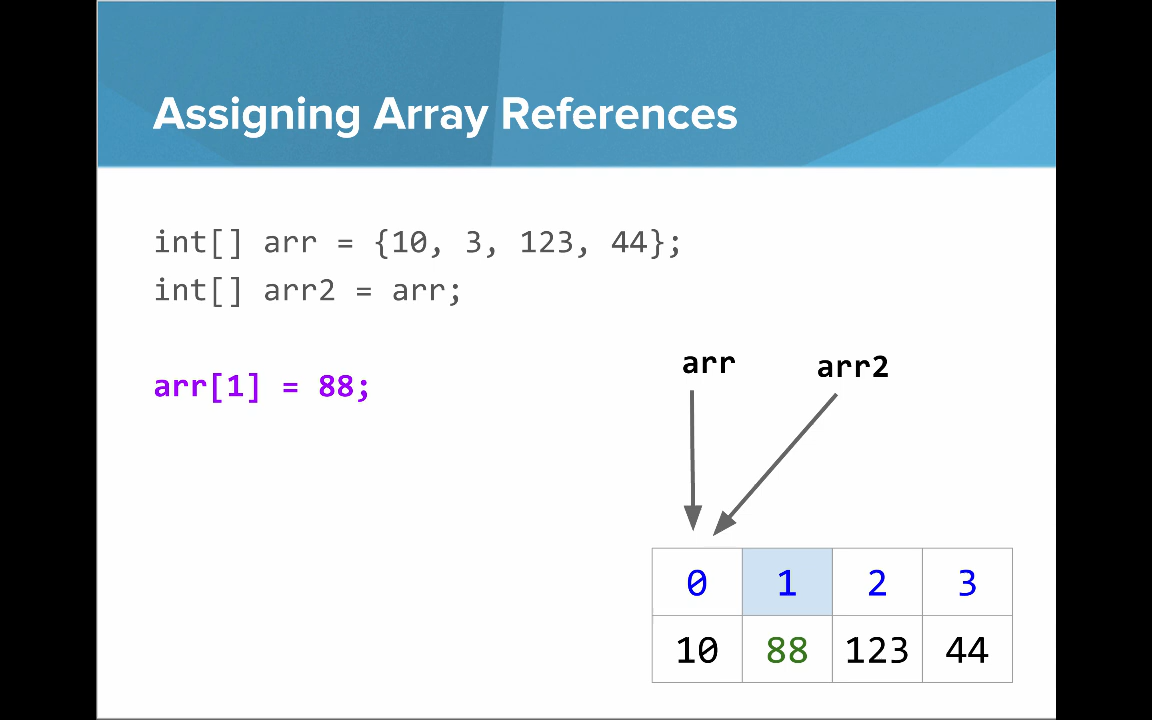 Assigning Array References
int[] arr = {10, 3, 123, 44};
int[] arr2 = arr;
arr[1] = 88;
arr arr2
0 1 2 3
10 88 123 44